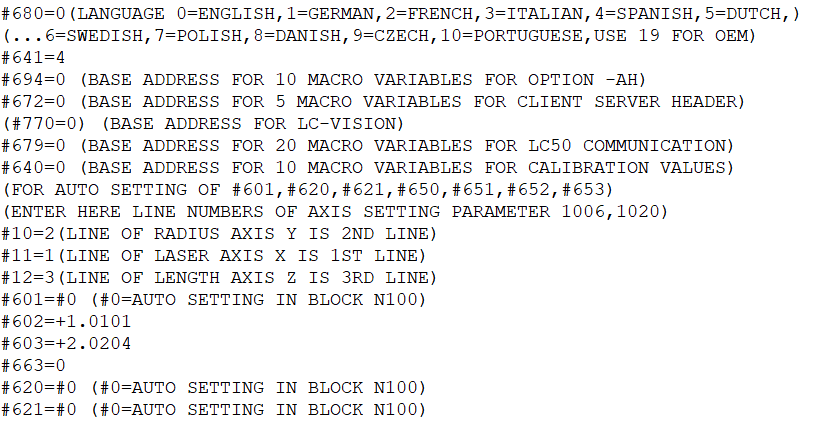 #680=0(LANGUAGE 0=ENGLISH,1=GERMAN,2=FRENCH,3=ITALIAN,4=SPANISH,5=DUTCH,)
(...6=SWEDISH,7=POLISH,8=DANISH,9=CZECH,10=PORTUGUESE,USE 19 FOR OEM)
#641=4
#694=0 (BASE ADDRESS FOR 10 MACRO VARIABLES FOR OPTION -AH)
#672=0 (BASE ADDRESS FOR 5 MACRO VARIABLES FOR CLIENT SERVER HEADER)
(#770=0) (BASE ADDRESS FOR LC-VISION)
#679=0 (BASE ADDRESS FOR 20 MACRO VARIABLES FOR LC50 COMMUNICATION)
#640=0 (BASE ADDRESS FOR 10 MACRO VARIABLES FOR CALIBRATION VALUES)
(FOR AUTO SETTING OF #601,#620,#621,#650,#651,#652,#653)
(ENTER HERE LINE NUMBERS OF AXIS SETTING PARAMETER 1006,1020)
#10=2(LINE OF RADIUS AXIS Y IS 2ND LINE)
#11=1(LINE OF LASER AXIS X IS 1ST LINE)
#12=3(LINE OF LENGTH AXIS Z IS 3RD LINE)
#601=#0 (#0=AUTO SETTING IN BLOCK N100)
#602=+1.0101
#603=+2.0204
#663=0
#620=#0 (#0=AUTO SETTING IN BLOCK N100)
#621=#0 (#0=AUTO SETTING IN BLOCK N100)